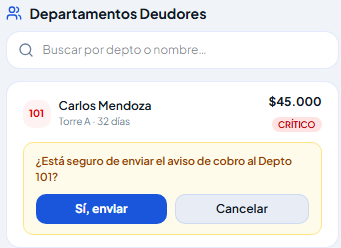 Departamentos Deudores
Buscar por depto o nombre...
101
Carlos Mendoza
$45.000
Torre A · 32 días
CRÍTICO
¿Está seguro de enviar el aviso de cobro al Depto
101?
Sí, enviar
Cancelar